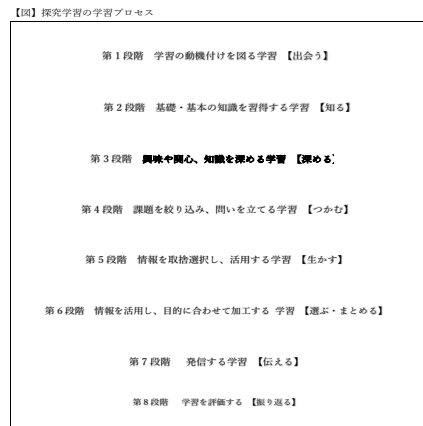 【図】探究学習の学習プロセス
第1段階 学習の動機付けを図る学習 【出会う】
第2段階 基礎・基本の知識を習得する学習 【知る】
第3段階 興味や関心、知識を深める学習 【深める】
第4段階 課題を絞り込み、問いを立てる学習 【つかむ】
第5段階 情報を取捨選択し、活用する学習 【生かす】
第6段階 情報を活用し、目的に合わせて加工する 学習 【選ぶ・まとめる】
第7段階 発信する学習 【伝える】
第8段階 学習を評価する 【振り返る】